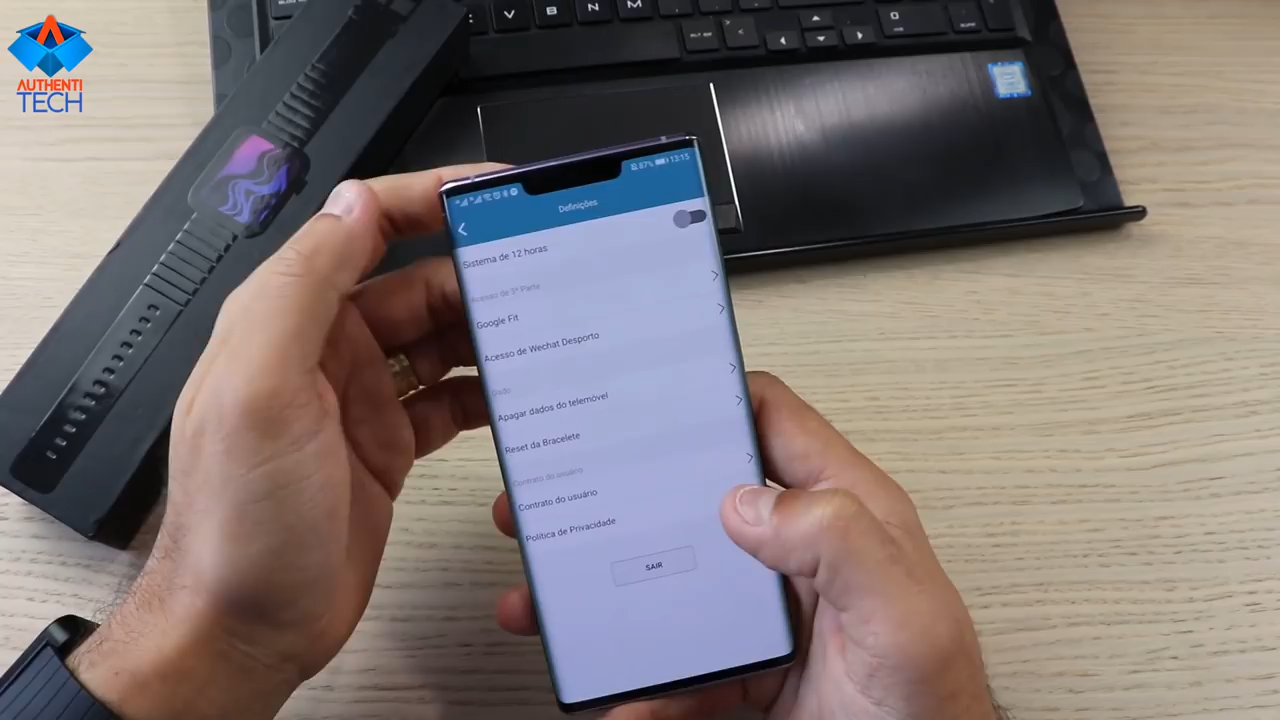 AUTHENTI
TECH
V B N M
ALT GR
87% 13:15
Definições
Sistema de 12 horas
Acesso de 3ª Parte
Google Fit
Acesso de Wechat Desporto
Dado
Apagar dados do telemóvel
Reset da Bracelete
Contrato do usuário
Contrato do usuário
Política de Privacidade
SAIR